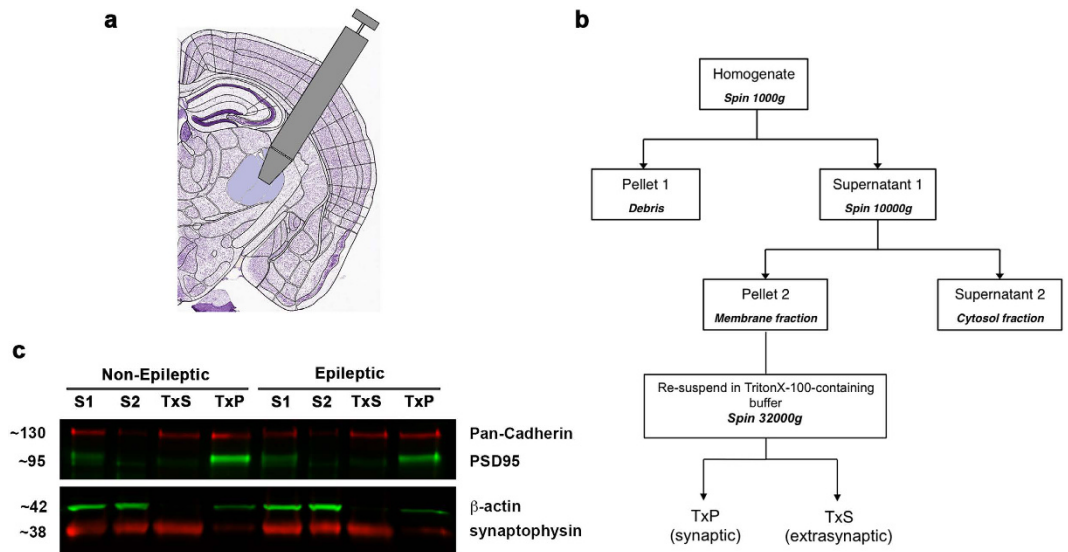 a
b
Homogenate
Spin 1000g
Pellet 1
Debris
Supernatant 1
Spin 10000g
Pellet 2
Membrane fraction
Supernatant 2
Cytosol fraction
Re-suspend in TritonX-100-containing
buffer
Spin 32000g
TxP
(synaptic)
TxS
(extrasynaptic)
c
Non-Epileptic Epileptic
S1 S2 TxS TxP S1 S2 TxS TxP
~130 Pan-Cadherin
~95 PSD95
~42 β-actin
~38 synaptophysin